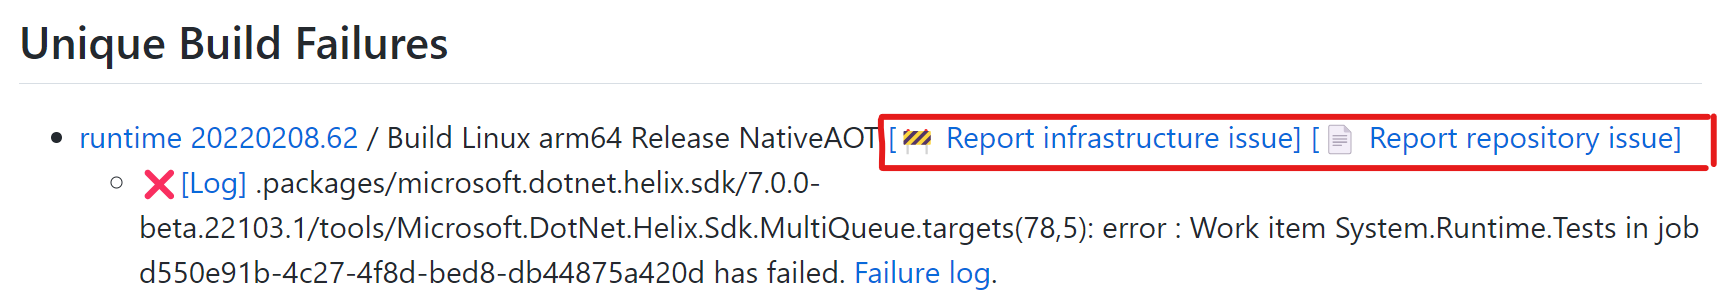 Unique Build Failures
runtime 20220208.62 / Build Linux arm64 Release NativeAOT [🚧 Report infrastructure issue] [📄 Report repository issue]
❌[Log] .packages/microsoft.dotnet.helix.sdk/7.0.0-
beta.22103.1/tools/Microsoft.DotNet.Helix.Sdk.MultiQueue.targets(78,5): error : Work item System.Runtime.Tests in job
d550e91b-4c27-4f8d-bed8-db44875a420d has failed. Failure log.